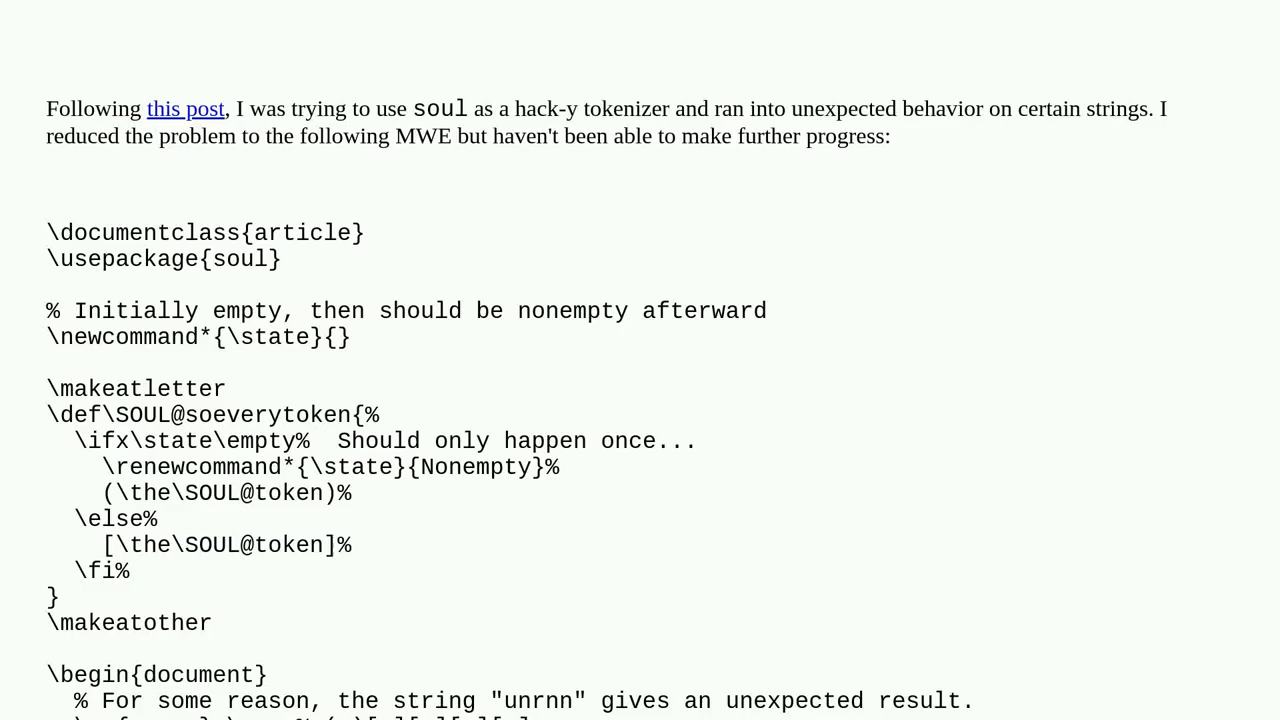 Following this post, I was trying to use soul as a hack-y tokenizer and ran into unexpected behavior on certain strings. I
reduced the problem to the following MWE but haven't been able to make further progress:
\documentclass{article}
\usepackage{soul}
% Initially empty, then should be nonempty afterward
\newcommand*{\state}{}
\makeatletter
\def\SOUL@soeverytoken{%
  \ifx\state\empty%  Should only happen once...
    \renewcommand*{\state}{Nonempty}%
    (\the\SOUL@token)%
  \else%
    [\the\SOUL@token]%
  \fi%
}
\makeatother
\begin{document}
  % For some reason, the string "unrnn" gives an unexpected result.